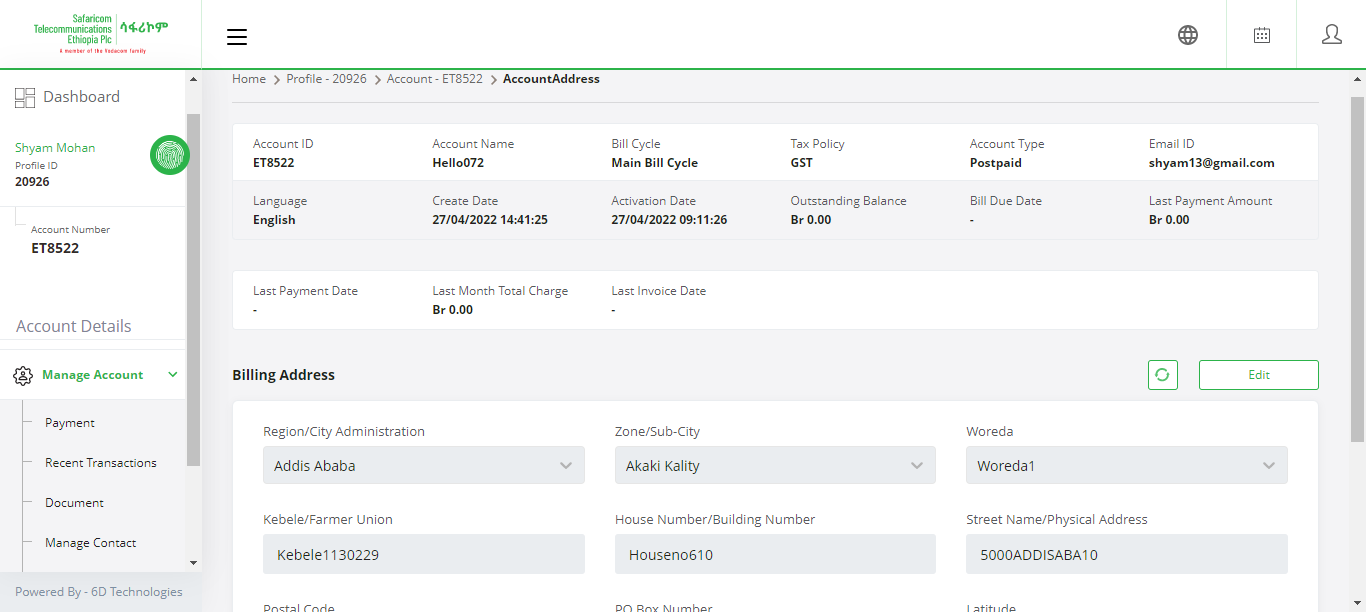 Safaricom
Telecommunications
Ethiopia Plc
ሳፋሪኮም
A member of the Vodacom family
Home > Profile - 20926 > Account - ET8522 > AccountAddress
Dashboard
Shyam Mohan
Profile ID
20926
Account Number
ET8522
Account Details
Manage Account
Payment
Recent Transactions
Document
Manage Contact
Powered By - 6D Technologies
Account ID Account Name Bill Cycle Tax Policy Account Type Email ID
ET8522 Hello072 Main Bill Cycle GST Postpaid shyam13@gmail.com
Language Create Date Activation Date Outstanding Balance Bill Due Date Last Payment Amount
English 27/04/2022 14:41:25 27/04/2022 09:11:26 Br 0.00 - Br 0.00
Last Payment Date Last Month Total Charge Last Invoice Date
- Br 0.00 -
Billing Address Edit
Region/City Administration Zone/Sub-City Woreda
Addis Ababa Akaki Kality Woreda1
Kebele/Farmer Union House Number/Building Number Street Name/Physical Address
Kebele1130229 Houseno610 5000ADDISABA10
Postal Code PO Box Number Latitude